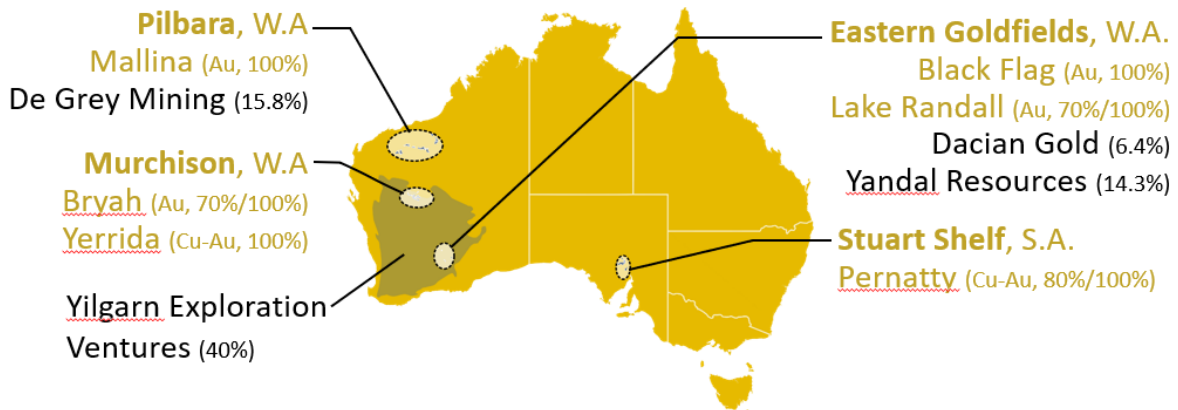 Pilbara, W.A
Mallina (Au, 100%)
De Grey Mining (15.8%)
Murchison, W.A
Bryah (Au, 70%/100%)
Yerrida (Cu-Au, 100%)
Yilgarn Exploration
Ventures (40%)
Eastern Goldfields, W.A.
Black Flag (Au, 100%)
Lake Randall (Au, 70%/100%)
Dacian Gold (6.4%)
Yandal Resources (14.3%)
Stuart Shelf, S.A.
Pernatty (Cu-Au, 80%/100%)